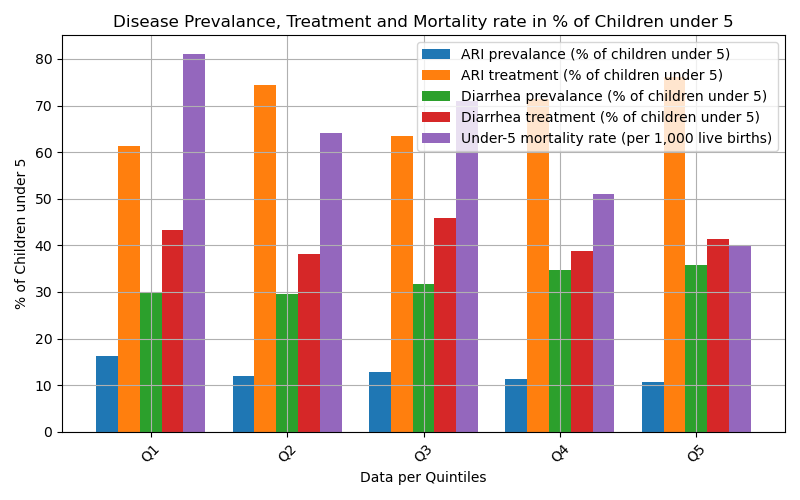 Disease Prevalance, Treatment and Mortality rate in % of Children under 5
ARI prevalance (% of children under 5)
ARI treatment (% of children under 5)
Diarrhea prevalance (% of children under 5)
Diarrhea treatment (% of children under 5)
Under-5 mortality rate (per 1,000 live births)
% of Children under 5
80
70
60
50
40
30
20
10
0
Q1 Q2 Q3 Q4 Q5
Data per Quintiles